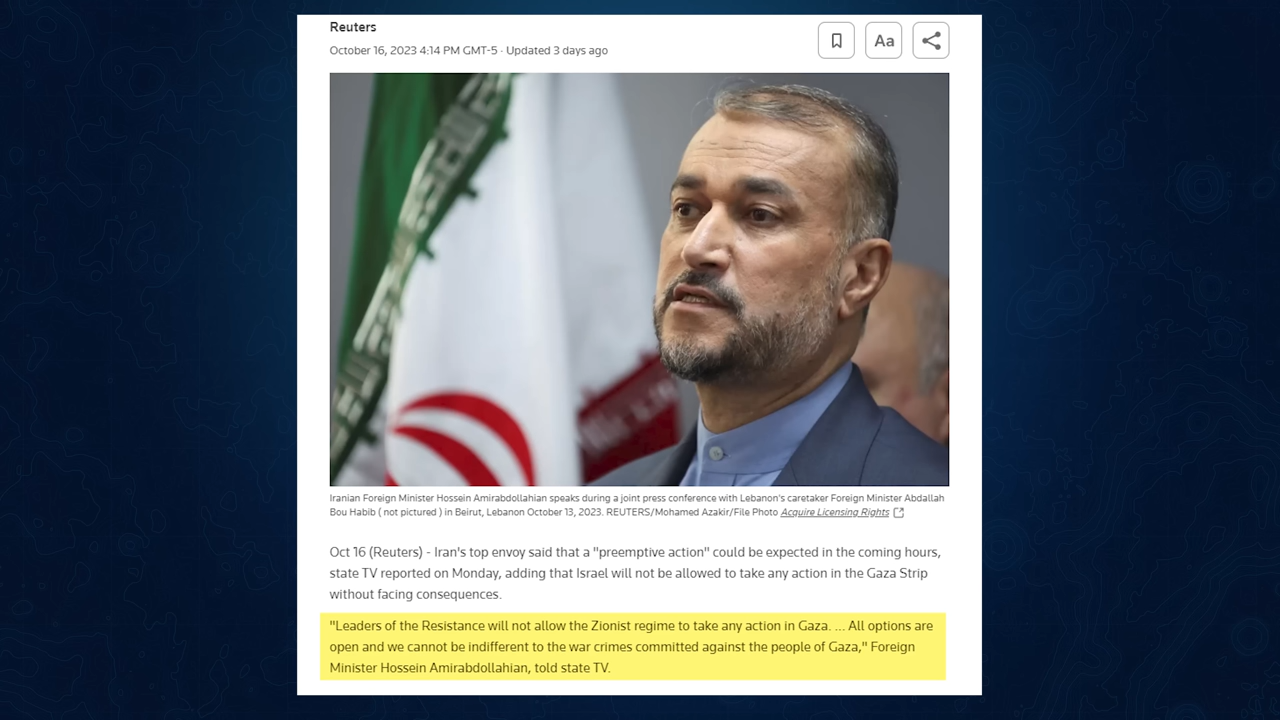 Reuters
October 16, 2023 4:14 PM GMT-5 · Updated 3 days ago
Aa
Iranian Foreign Minister Hossein Amirabdollahian speaks during a joint press conference with Lebanon's caretaker Foreign Minister Abdallah
Bou Habib ( not pictured ) in Beirut, Lebanon October 13, 2023. REUTERS/Mohamed Azakir/File Photo Acquire Licensing Rights
Oct 16 (Reuters) - Iran's top envoy said that a "preemptive action" could be expected in the coming hours,
state TV reported on Monday, adding that Israel will not be allowed to take any action in the Gaza Strip
without facing consequences.
"Leaders of the Resistance will not allow the Zionist regime to take any action in Gaza. ... All options are
open and we cannot be indifferent to the war crimes committed against the people of Gaza," Foreign
Minister Hossein Amirabdollahian, told state TV.